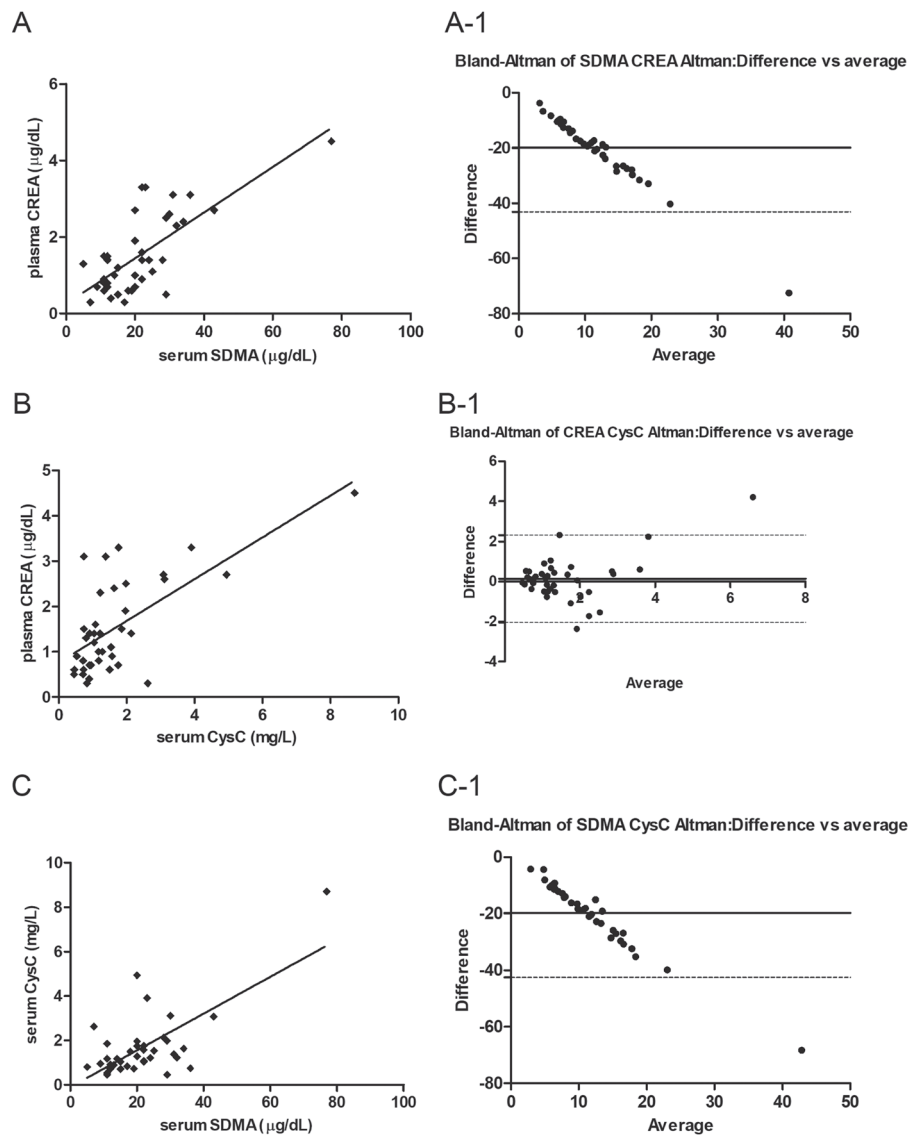 A
A-1
Bland-Altman of SDMA CREA Altman:Difference vs average
plasma CREA (μg/dL)
6
4
2
0
0 20 40 60 80 100
serum SDMA (μg/dL)
Difference
0
-20
-40
-60
-80
0 10 20 30 40 50
Average
B
B-1
Bland-Altman of CREA CysC Altman:Difference vs average
plasma CREA (μg/dL)
5
4
3
2
1
0
0 2 4 6 8 10
serum CysC (mg/L)
Difference
6
4
2
0
-2
-4
2 4 6 8
Average
C
C-1
Bland-Altman of SDMA CysC Altman:Difference vs average
serum CysC (mg/L)
10
8
6
4
2
0
0 20 40 60 80 100
serum SDMA (μg/dL)
Difference
0
-20
-40
-60
-80
0 10 20 30 40 50
Average